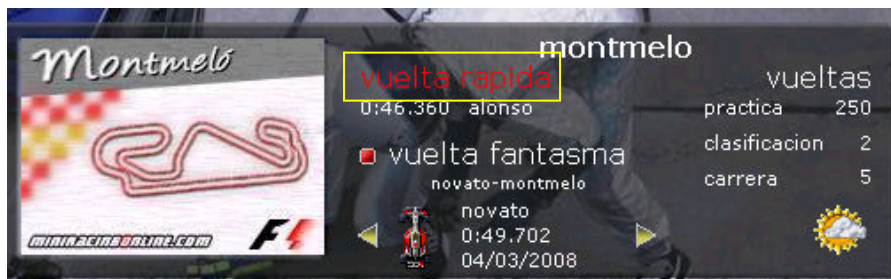 Montmeló
miniracingonline.com
F1
montmelo
vuelta rapida
0:46.360 alonso
vuelta fantasma
novato-montmelo
novato
0:49.702
04/03/2008
vueltas
practica 250
clasificacion 2
carrera 5